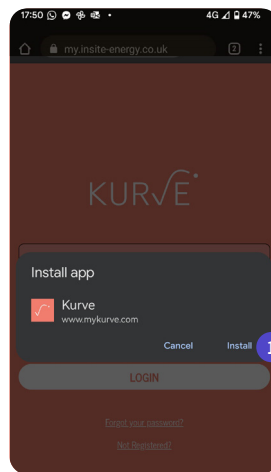 17:50 4G 47%
my.insite-energy.co.uk 2
KURVE
Install app
Kurve
www.mykurve.com
Cancel Install
LOGIN
Forgot your password?
Not Registered?